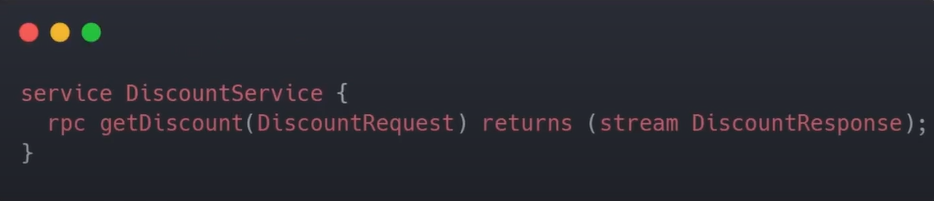 service DiscountService {
  rpc getDiscount(DiscountRequest) returns (stream DiscountResponse);
}